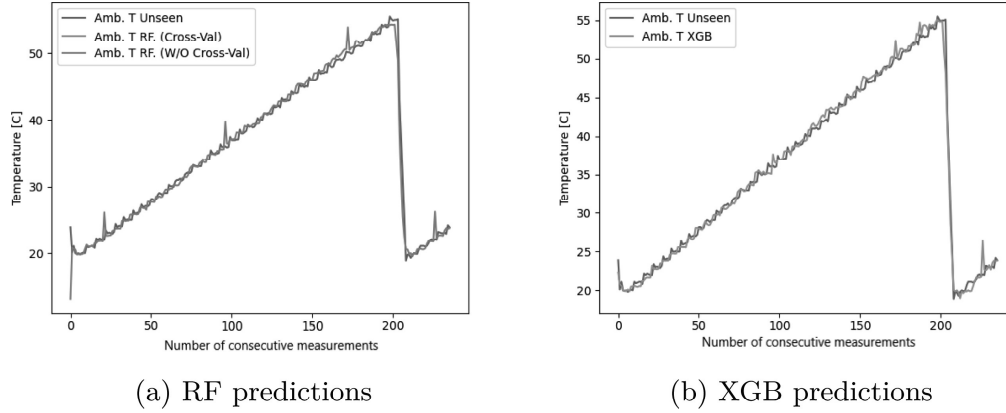 Amb. T Unseen
Amb. T RF. (Cross-Val)
Amb. T RF. (W/O Cross-Val)
Temperature [C]
50
40
30
20
0
50
100
150
200
Number of consecutive measurements
(a) RF predictions
Amb. T Unseen
Amb. T XGB
Temperature [C]
55
50
45
40
35
30
25
20
0
50
100
150
200
Number of consecutive measurements
(b) XGB predictions